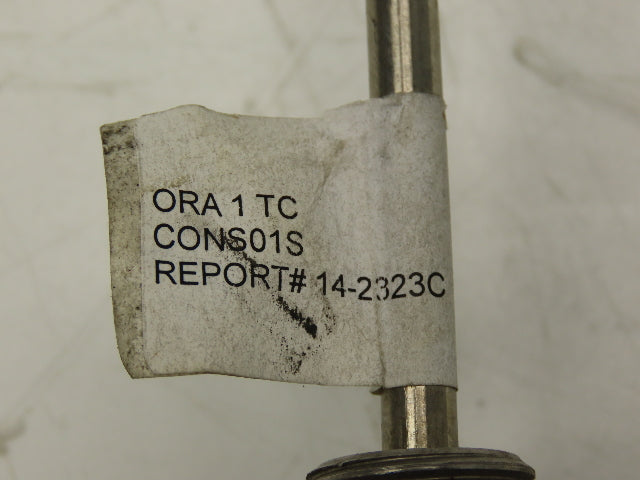 ORA 1 TC
CONS01S
REPORT# 14-2323C